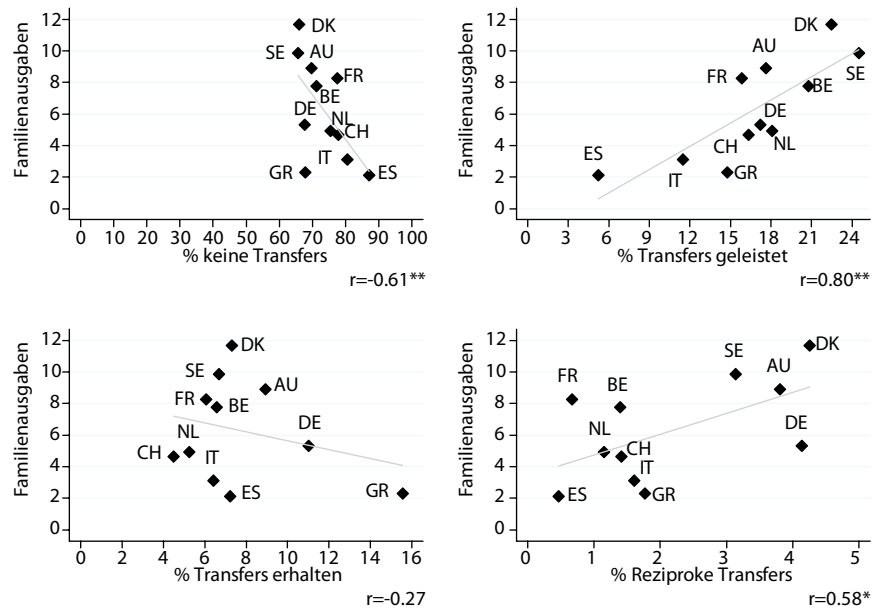 Familienausgaben
12
10
8
6
4
2
0
DK
SE
AU
FR
BE
DE
NL
CH
IT
GR
ES
0 10 20 30 40 50 60 70 80 90 100
% keine Transfers
r=-0.61**
Familienausgaben
12
10
8
6
4
2
0
DK
AU
SE
FR
BE
DE
CH
NL
ES
IT
GR
0 3 6 9 12 15 18 21 24
% Transfers geleistet
r=0.80**
Familienausgaben
12
10
8
6
4
2
0
DK
SE
AU
FR
BE
DE
NL
CH
IT
ES
GR
0 2 4 6 8 10 12 14 16
% Transfers erhalten
r=-0.27
Familienausgaben
12
10
8
6
4
2
0
DK
SE
AU
FR
BE
DE
NL
CH
IT
ES
GR
0 1 2 3 4 5
% Reziproke Transfers
r=0.58*